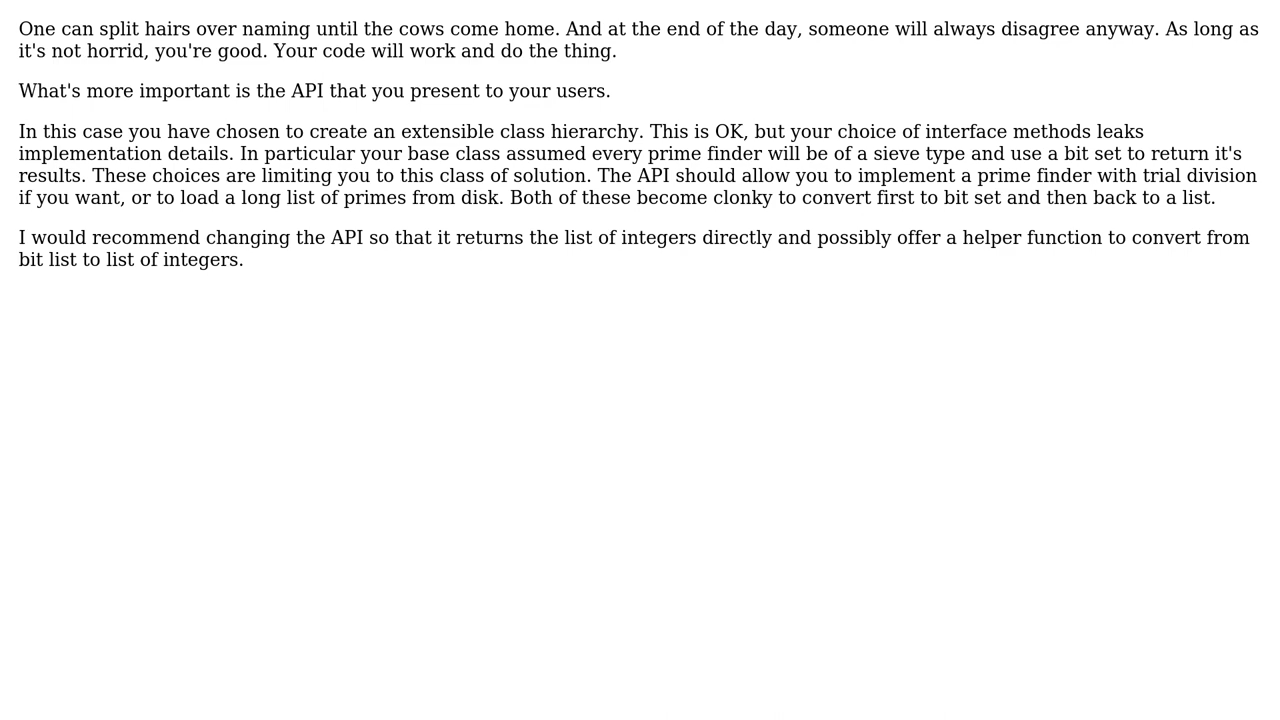 One can split hairs over naming until the cows come home. And at the end of the day, someone will always disagree anyway. As long as
it's not horrid, you're good. Your code will work and do the thing.
What's more important is the API that you present to your users.
In this case you have chosen to create an extensible class hierarchy. This is OK, but your choice of interface methods leaks
implementation details. In particular your base class assumed every prime finder will be of a sieve type and use a bit set to return it's
results. These choices are limiting you to this class of solution. The API should allow you to implement a prime finder with trial division
if you want, or to load a long list of primes from disk. Both of these become clonky to convert first to bit set and then back to a list.
I would recommend changing the API so that it returns the list of integers directly and possibly offer a helper function to convert from
bit list to list of integers.